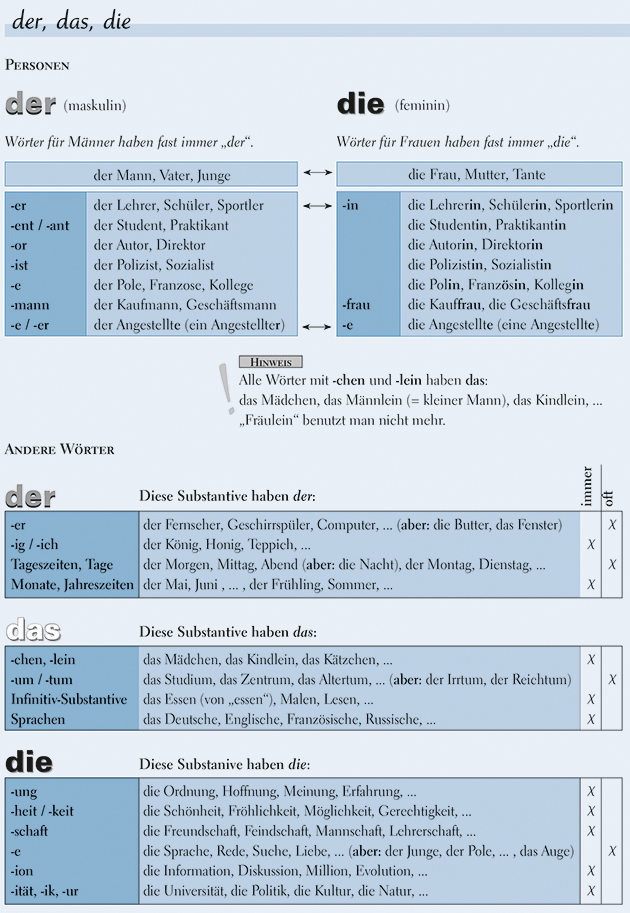 der, das, die
PERSONEN
der (maskulin)
die (feminin)
Wörter für Männer haben fast immer „der“.
Wörter für Frauen haben fast immer „die“.
der Mann, Vater, Junge
die Frau, Mutter, Tante
-er der Lehrer, Schüler, Sportler
-in die Lehrerin, Schülerin, Sportlerin
-ent / -ant der Student, Praktikant
die Studentin, Praktikantin
-or der Autor, Direktor
die Autorin, Direktorin
-ist der Polizist, Sozialist
die Polizistin, Sozialistin
-e der Pole, Franzose, Kollege
die Polin, Französin, Kollegin
-mann der Kaufmann, Geschäftsmann
-frau die Kauffrau, die Geschäftsfrau
-e / -er der Angestellte (ein Angestellter)
-e die Angestellte (eine Angestellte)
HINWEIS
Alle Wörter mit -chen und -lein haben das:
! das Mädchen, das Männlein (= kleiner Mann), das Kindlein, ...
„Fräulein“ benutzt man nicht mehr.
ANDERE WÖRTER
der Diese Substantive haben der: immer oft
-er der Fernseher, Geschirrspüler, Computer, ... (aber: die Butter, das Fenster) X
-ig / -ich der König, Honig, Teppich, ... X
Tageszeiten, Tage der Morgen, Mittag, Abend (aber: die Nacht), der Montag, Dienstag, ... X
Monate, Jahreszeiten der Mai, Juni , ... , der Frühling, Sommer, ... X
das Diese Substantive haben das:
-chen, -lein das Mädchen, das Kindlein, das Kätzchen, ... X
-um / -tum das Studium, das Zentrum, das Altertum, ... (aber: der Irrtum, der Reichtum) X
Infinitiv-Substantive das Essen (von „essen“), Malen, Lesen, ... X
Sprachen das Deutsche, Englische, Französische, Russische, ... X
die Diese Substanive haben die:
-ung die Ordnung, Hoffnung, Meinung, Erfahrung, ... X
-heit / -keit die Schönheit, Fröhlichkeit, Möglichkeit, Gerechtigkeit, ... X
-schaft die Freundschaft, Feindschaft, Mannschaft, Lehrerschaft, ... X
-e die Sprache, Rede, Suche, Liebe, ... (aber: der Junge, der Pole, ... , das Auge) X
-ion die Information, Diskussion, Million, Evolution, ... X
-ität, -ik, -ur die Universität, die Politik, die Kultur, die Natur, ... X